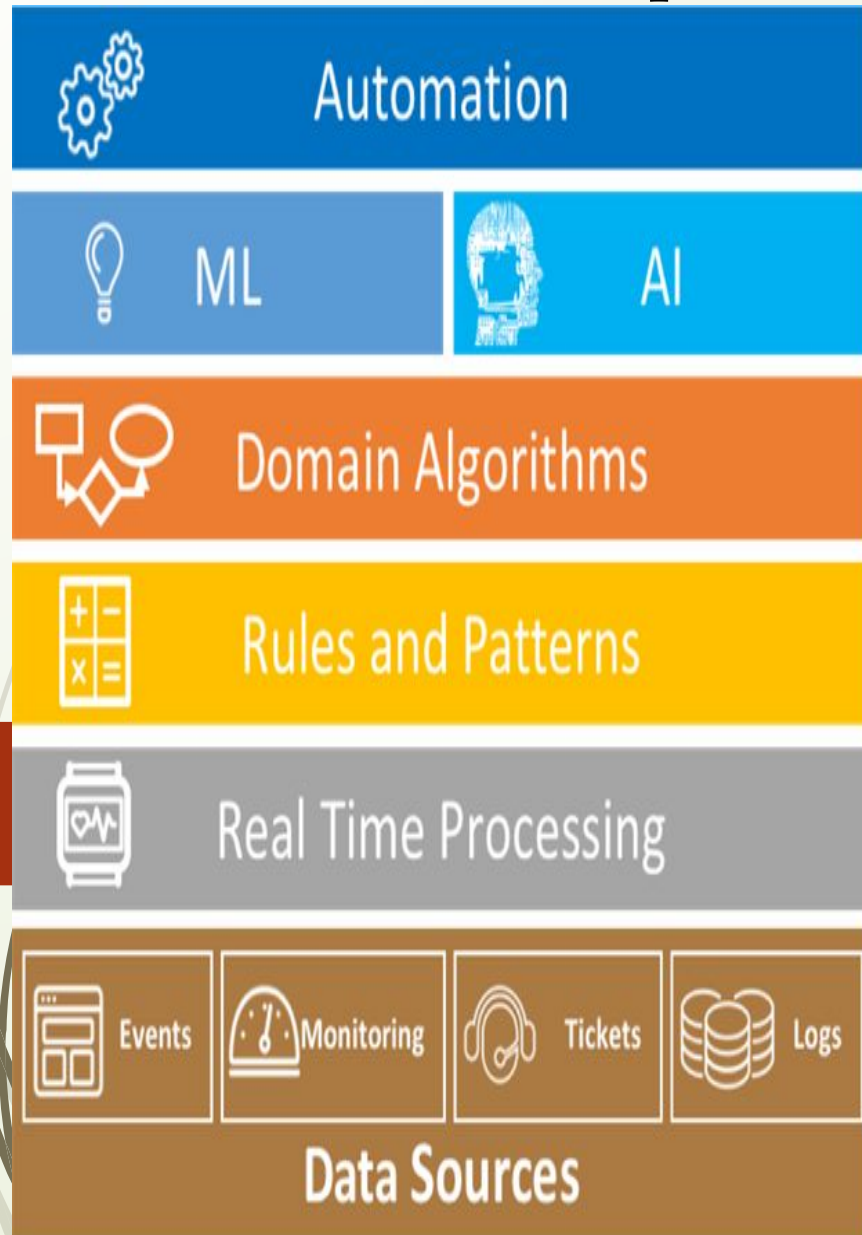 Automation
ML
AI
Domain Algorithms
Rules and Patterns
Real Time Processing
Events
Monitoring
Tickets
Logs
Data Sources